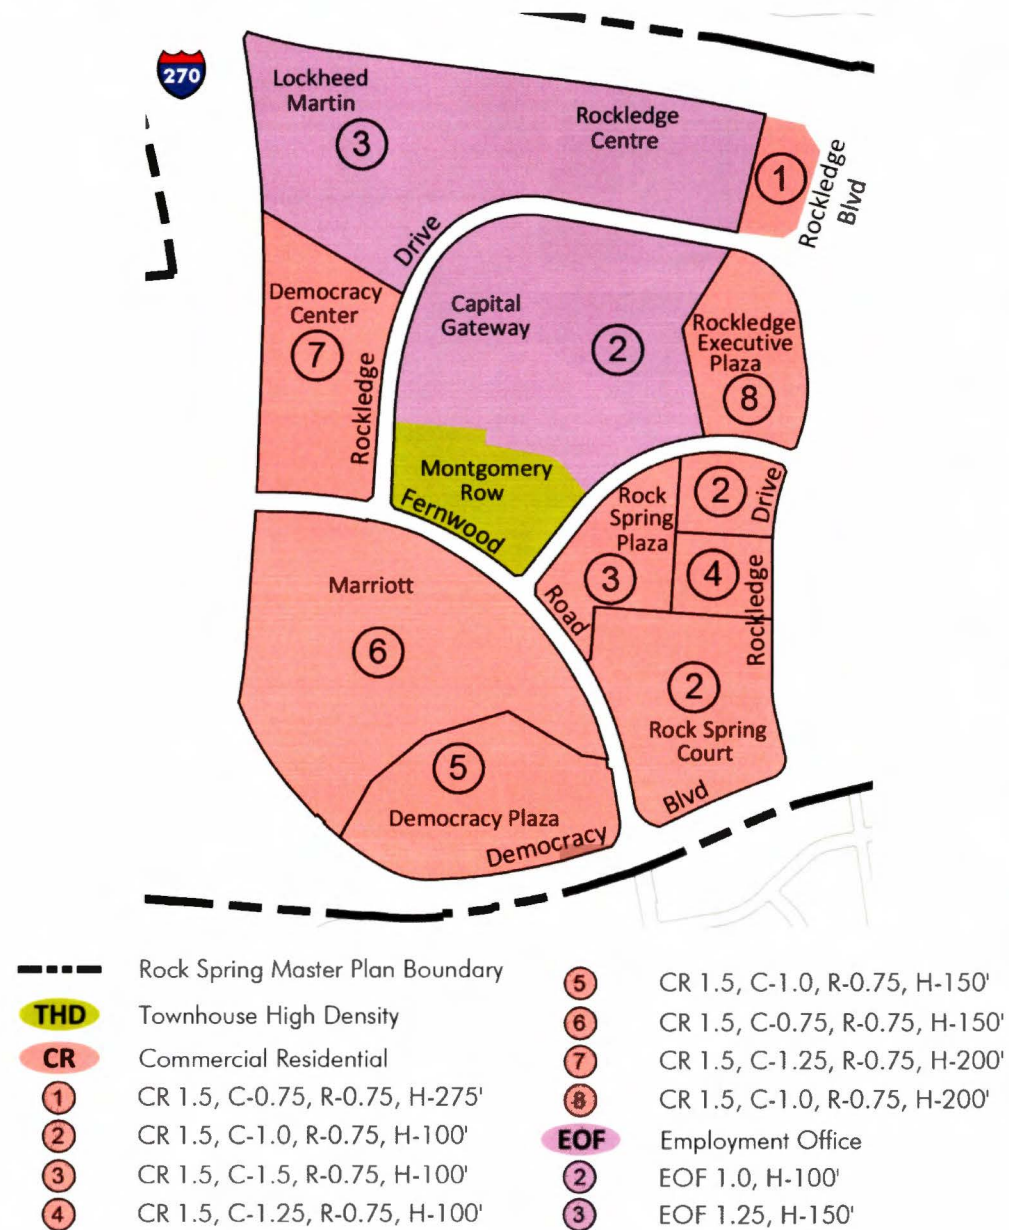 270
Lockheed
Martin
3
Rockledge
Centre
1
Rockledge
Blvd
Drive
Democracy
Center
7
Rockledge
Capital
Gateway
2
Rockledge
Executive
Plaza
8
Montgomery
Row
Fernwood
Rock
Spring
Plaza
3
2
Drive
4
Rockledge
Road
Marriott
6
2
Rock Spring
Court
Blvd
5
Democracy Plaza
Democracy
Rock Spring Master Plan Boundary
THD Townhouse High Density
CR Commercial Residential
1 CR 1.5, C-0.75, R-0.75, H-275'
2 CR 1.5, C-1.0, R-0.75, H-100'
3 CR 1.5, C-1.5, R-0.75, H-100'
4 CR 1.5, C-1.25, R-0.75, H-100'
5 CR 1.5, C-1.0, R-0.75, H-150'
6 CR 1.5, C-0.75, R-0.75, H-150'
7 CR 1.5, C-1.25, R-0.75, H-200'
8 CR 1.5, C-1.0, R-0.75, H-200'
EOF Employment Office
2 EOF 1.0, H-100'
3 EOF 1.25, H-150'